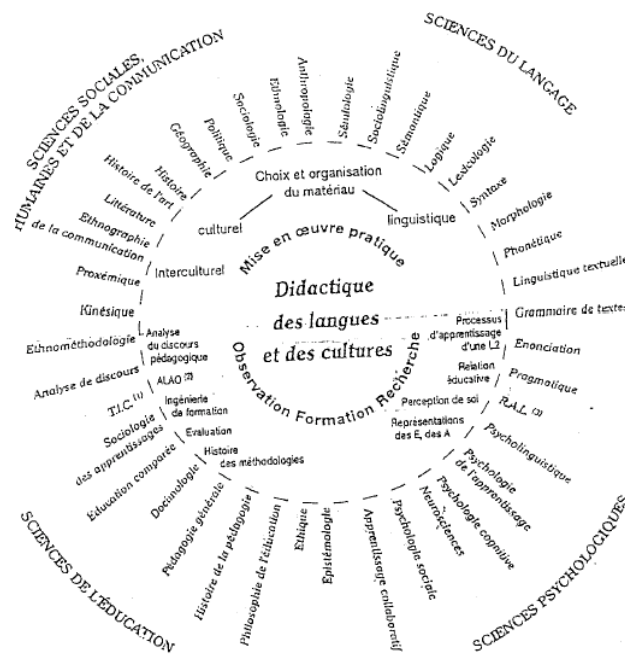 SCIENCES SOCIALES,
HUMAINES ET DE LA COMMUNICATION
SCIENCES DU LANGAGE
SCIENCES PSYCHOLOGIQUES
SCIENCES DE L'ÉDUCATION
Kinésique
Proxémique
Ethnographie
de la communication
Littérature
Histoire de l'art
Histoire
Géographie
Politique
Sociologie
Ethnologie
Anthropologie
Sémiologie
Sociolinguistique
Sémantique
Logique
Lexicologie
Syntaxe
Morphologie
Phonétique
Linguistique textuelle
Grammaire de textes
Enonciation
Pragmatique
R.A.L. (3)
Psycholinguistique
Psychologie
de l'apprentissage
Psychologie cognitive
Neurosciences
Psychologie sociale
Apprentissage collaboratif
Epistémologie
Ethique
Philosophie de l'éducation
Histoire de la pédagogie
Pédagogie générale
Docimologie
Education comparée
Sociologie
des apprentissages
T.I.C. (1)
Analyse de discours
Ethnométhodologie
Choix et organisation
du matériau
culturel
linguistique
Interculturel
Mise en œuvre pratique
Didactique
des langues
et des cultures
Observation Formation Recherche
Analyse
du discours
pédagogique
ALAO (2)
Ingénierie
de formation
Evaluation
Histoire
des méthodologies
Processus
d'apprentissage
d'une L2
Relation
éducative
Perception de soi
Représentations
des E, des A